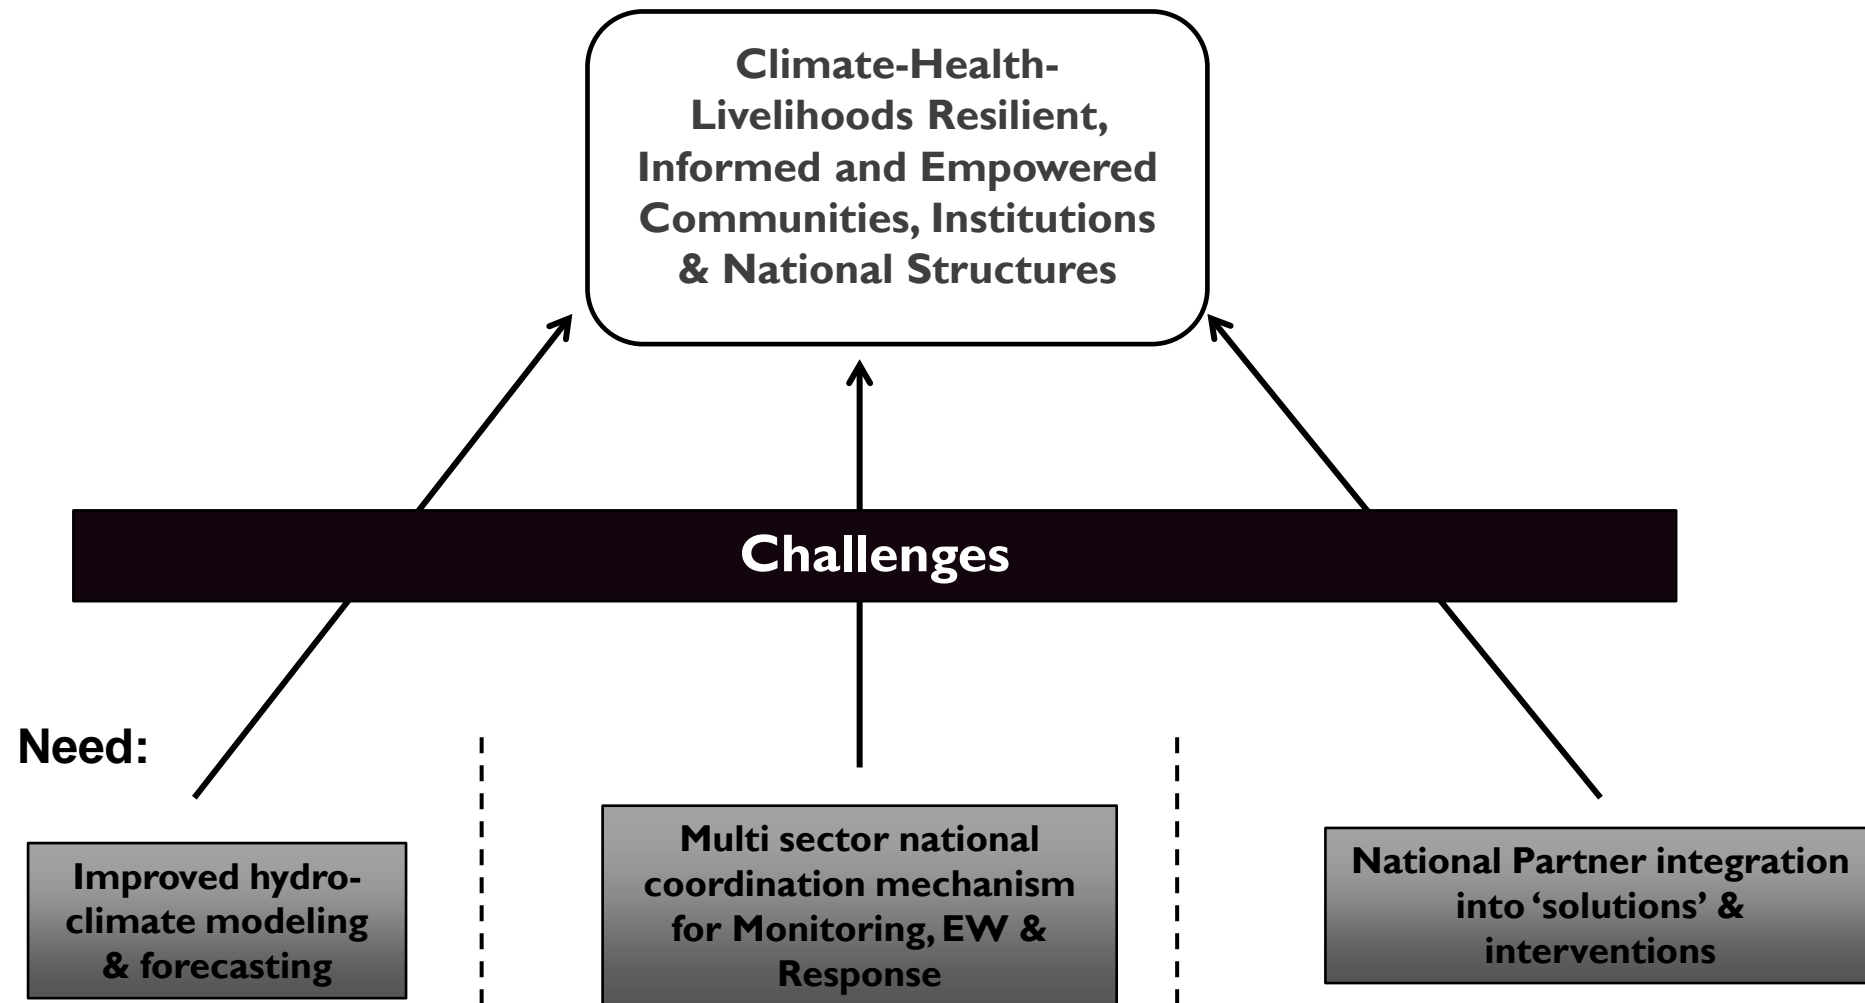 Climate-Health-
Livelihoods Resilient,
Informed and Empowered
Communities, Institutions
& National Structures
Challenges
Need:
Improved hydro-
climate modeling
& forecasting
Multi sector national
coordination mechanism
for Monitoring, EW &
Response
National Partner integration
into ‘solutions’ &
interventions